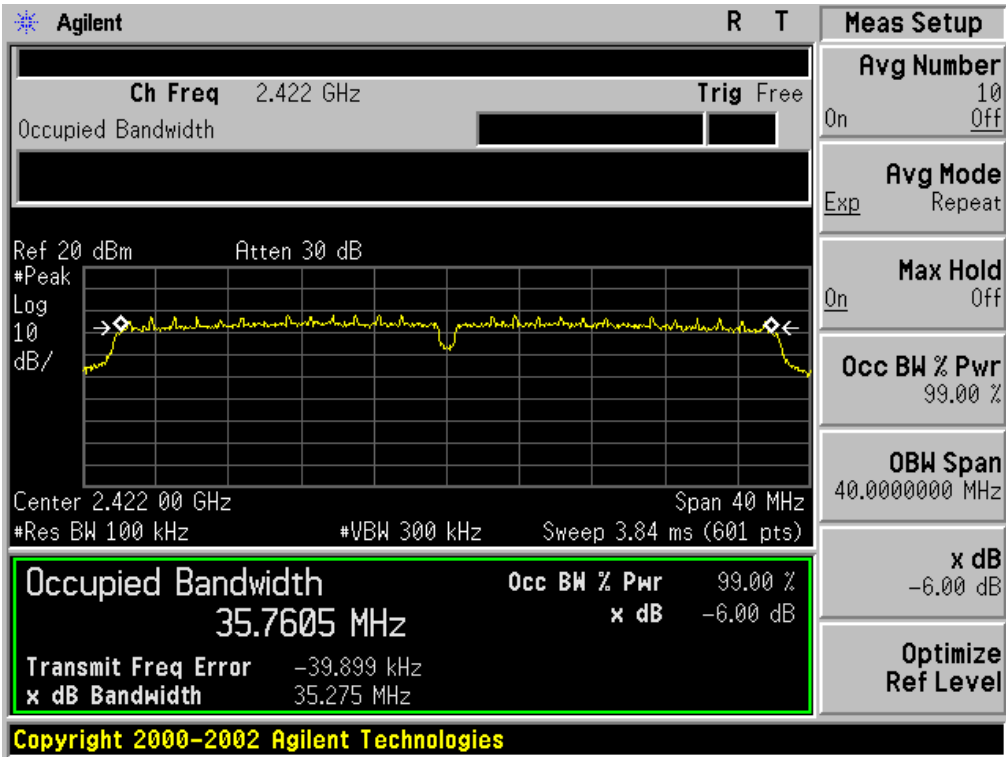 Agilent R T
Ch Freq 2.422 GHz Trig Free
Occupied Bandwidth
Ref 20 dBm Atten 30 dB
#Peak
Log
10
dB/
Center 2.422 00 GHz Span 40 MHz
#Res BW 100 kHz #VBW 300 kHz Sweep 3.84 ms (601 pts)
Occupied Bandwidth Occ BW % Pwr 99.00 %
35.7605 MHz x dB -6.00 dB
Transmit Freq Error -39.899 kHz
x dB Bandwidth 35.275 MHz
Copyright 2000-2002 Agilent Technologies
Meas Setup
Avg Number
10
On Off
Avg Mode
Exp Repeat
Max Hold
On Off
Occ BW % Pwr
99.00 %
OBW Span
40.0000000 MHz
x dB
-6.00 dB
Optimize
Ref Level